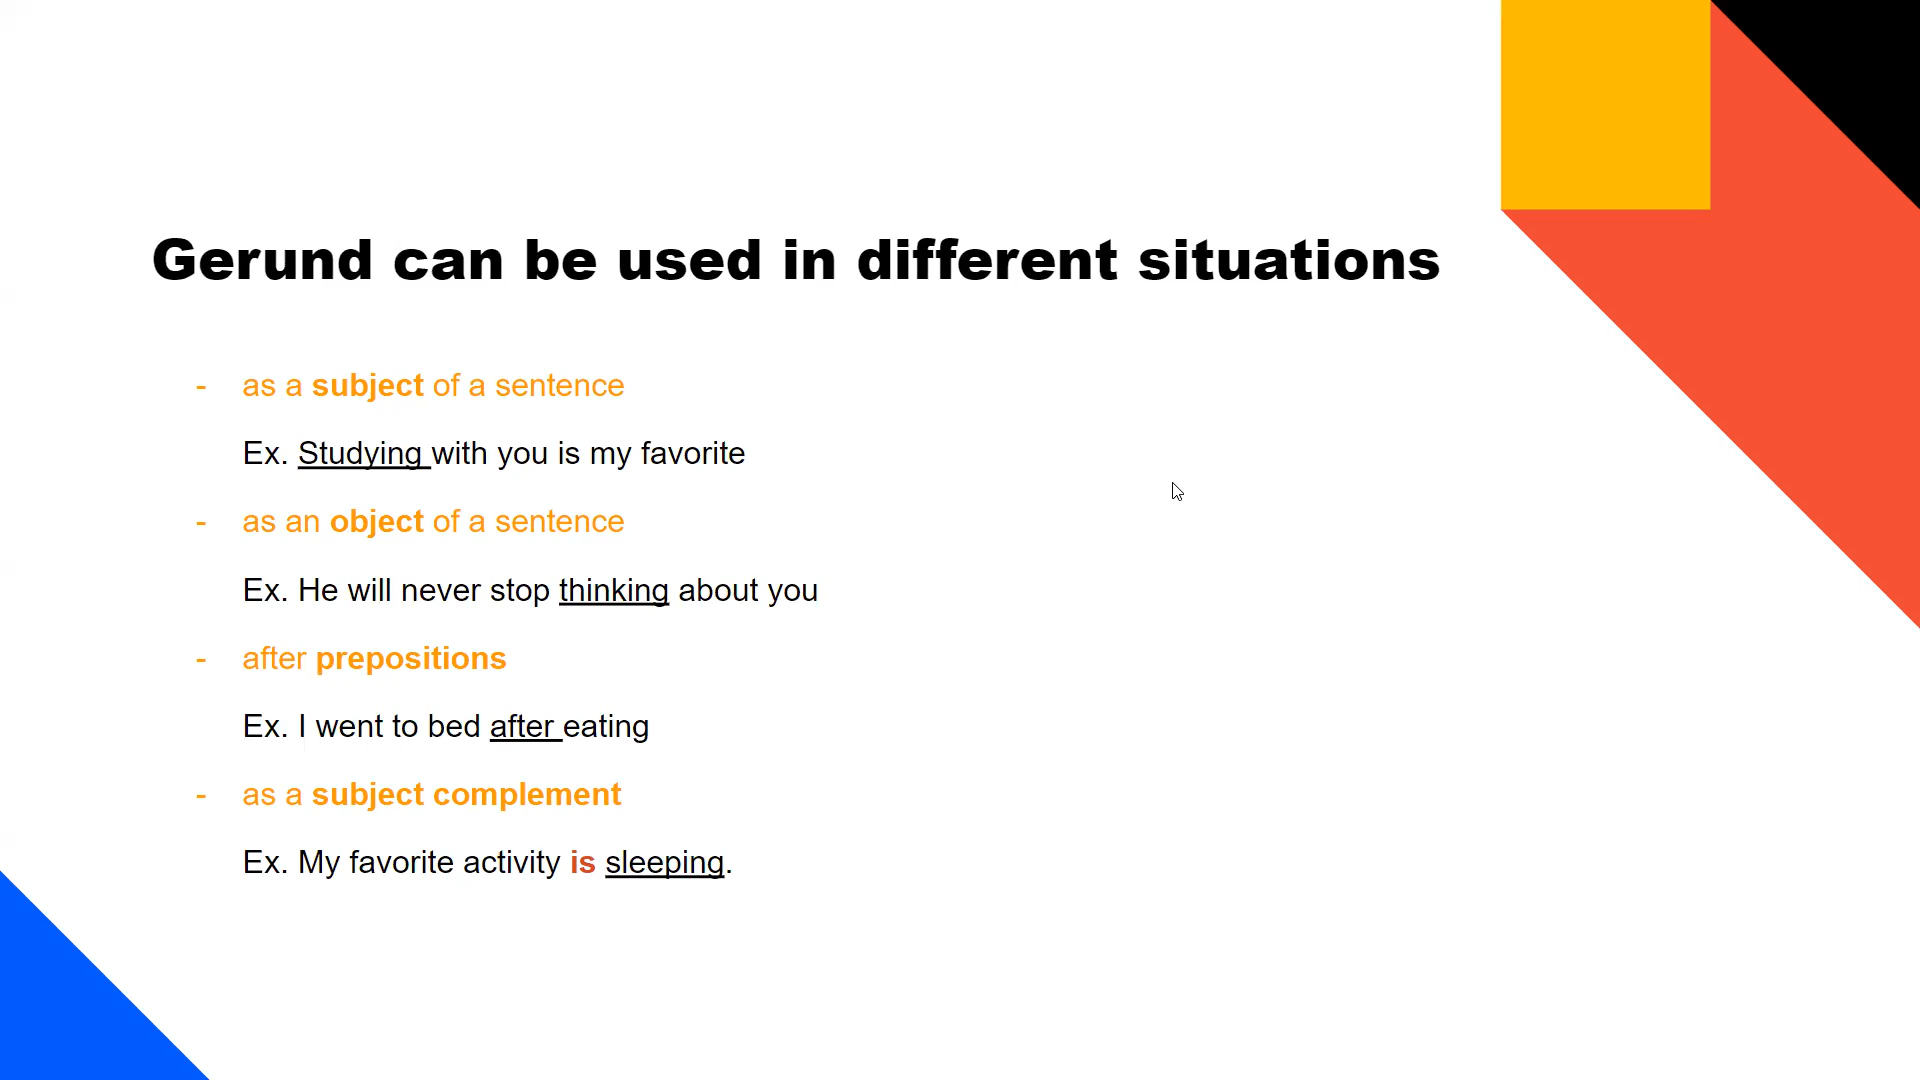 Gerund can be used in different situations
- as a subject of a sentence
Ex. Studying with you is my favorite
- as an object of a sentence
Ex. He will never stop thinking about you
- after prepositions
Ex. I went to bed after eating
- as a subject complement
Ex. My favorite activity is sleeping.